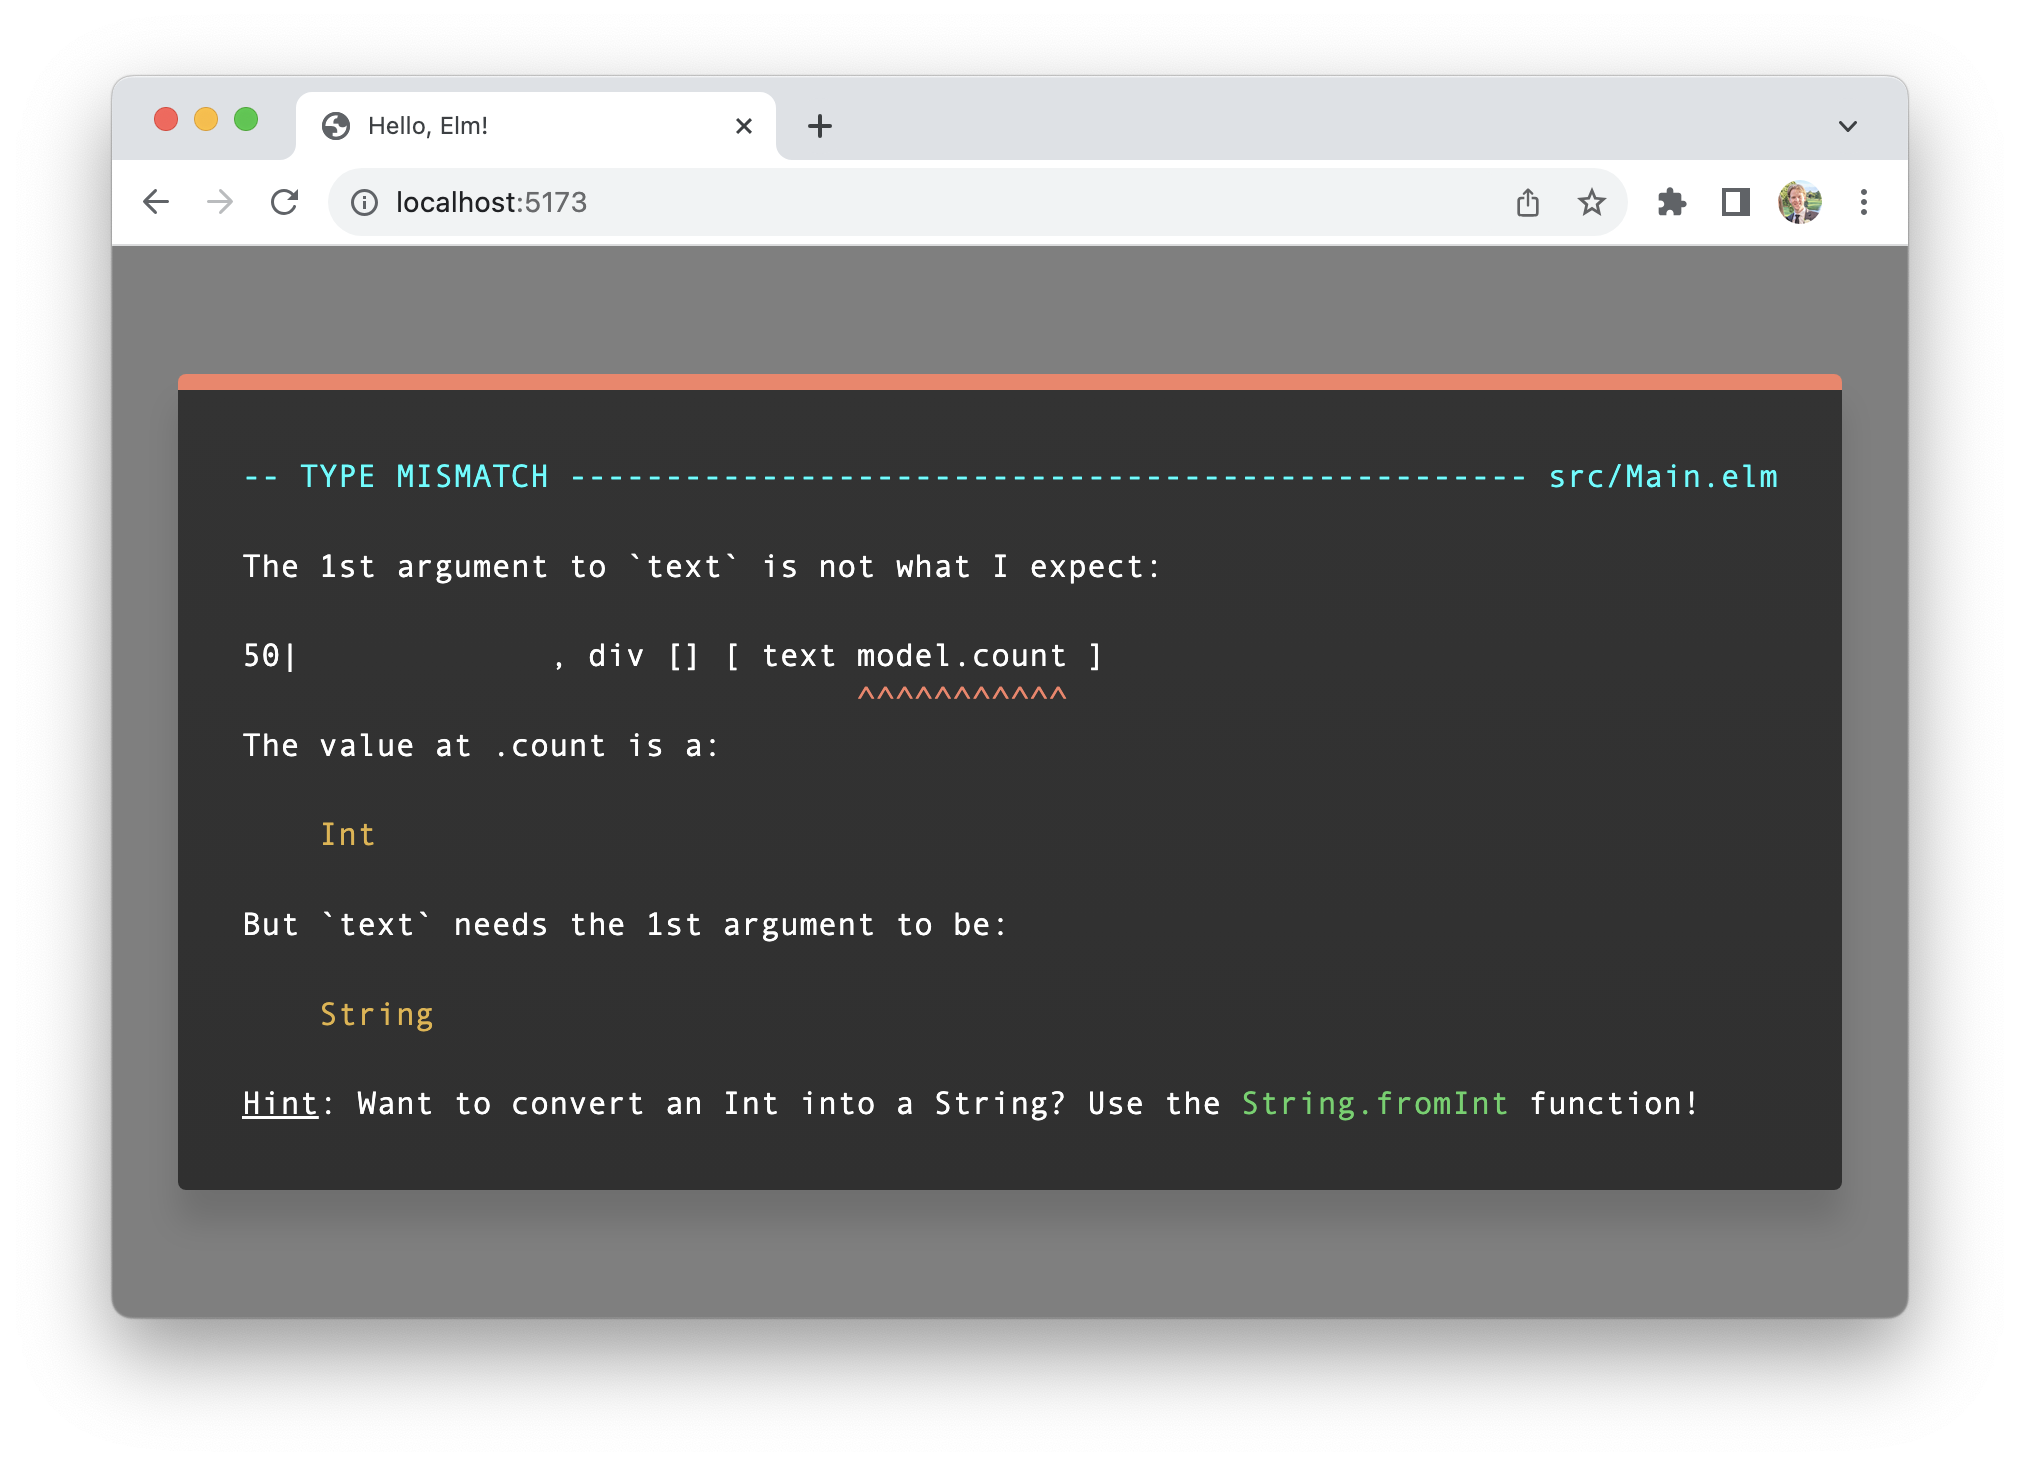 Hello, Elm!
localhost:5173
-- TYPE MISMATCH -------------------------------------------------- src/Main.elm
The 1st argument to `text` is not what I expect:
50|             , div [] [ text model.count ]
                                ^^^^^^^^^^^
The value at .count is a:
    Int
But `text` needs the 1st argument to be:
    String
Hint: Want to convert an Int into a String? Use the String.fromInt function!